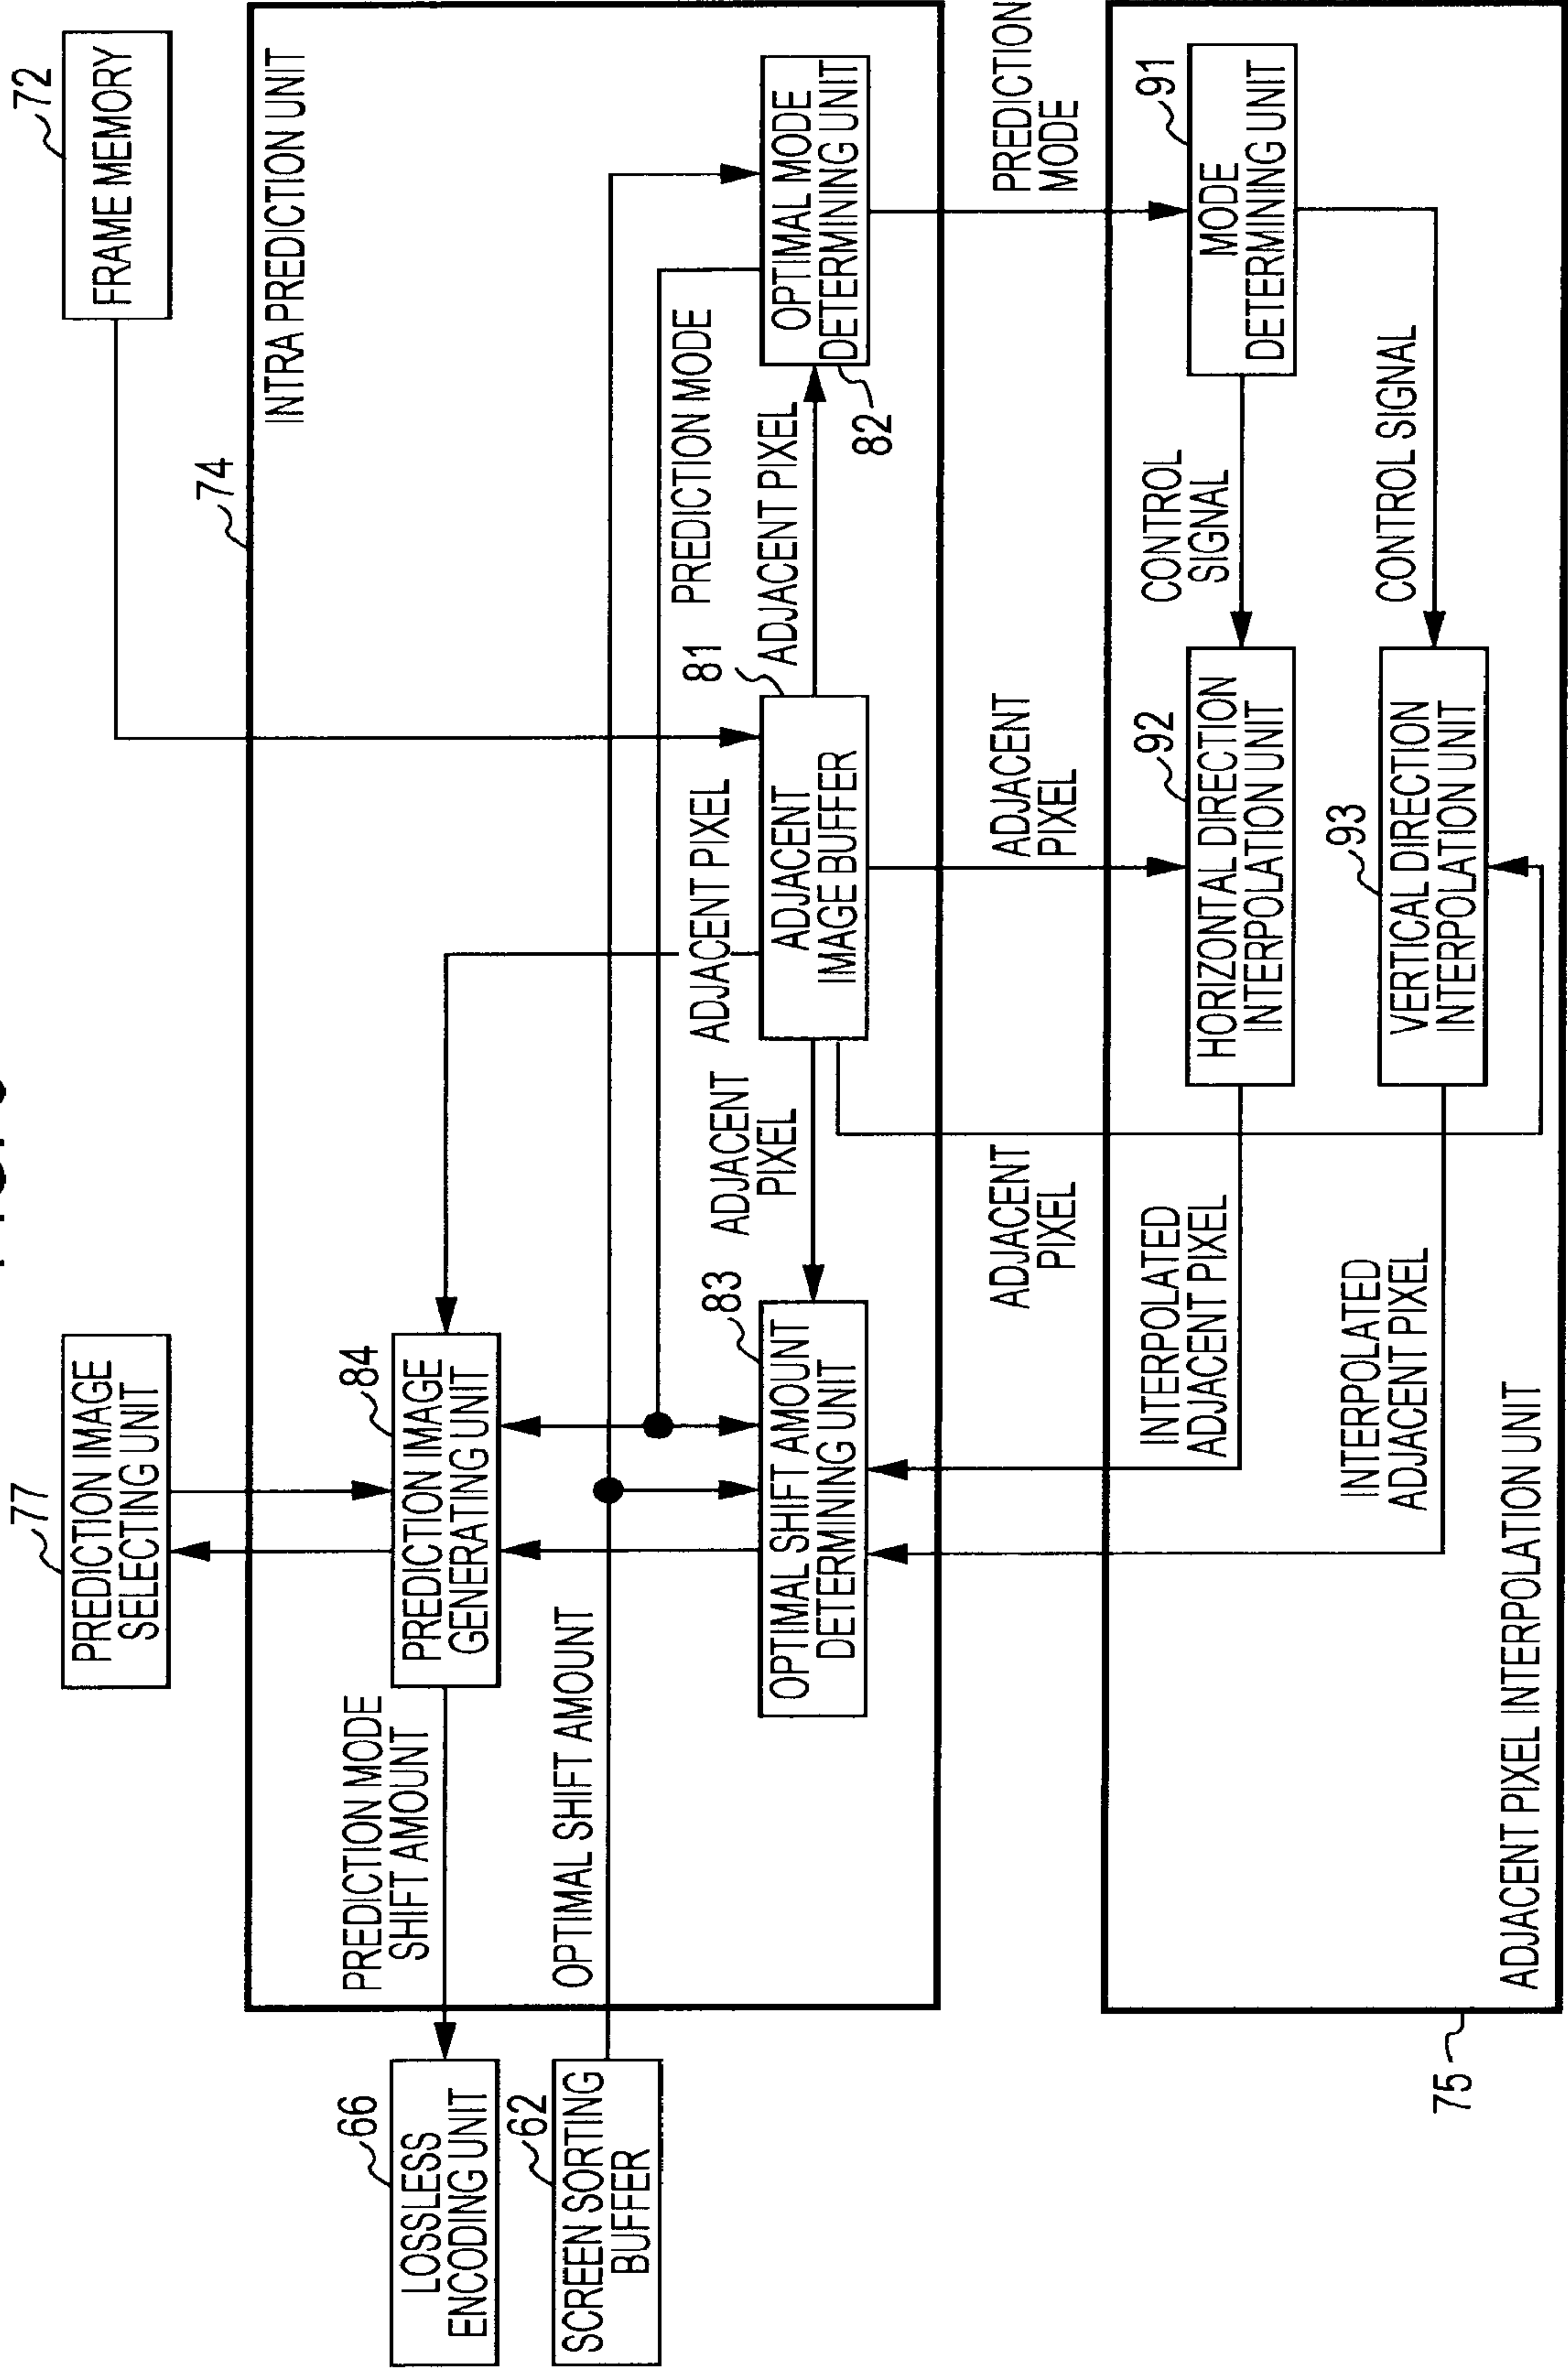 72
FRAME MEMORY
77
PREDICTION IMAGE
SELECTING UNIT
74
INTRA PREDICTION UNIT
66
LOSSLESS
ENCODING UNIT
PREDICTION MODE
SHIFT AMOUNT
84
PREDICTION IMAGE
GENERATING UNIT
62
SCREEN SORTING
BUFFER
OPTIMAL SHIFT AMOUNT
PREDICTION MODE
83
OPTIMAL SHIFT AMOUNT
DETERMINING UNIT
ADJACENT
PIXEL
ADJACENT PIXEL
81
ADJACENT
IMAGE BUFFER
ADJACENT PIXEL
82
OPTIMAL MODE
DETERMINING UNIT
ADJACENT
PIXEL
ADJACENT
PIXEL
PREDICTION
MODE
INTERPOLATED
ADJACENT PIXEL
92
HORIZONTAL DIRECTION
INTERPOLATION UNIT
CONTROL
SIGNAL
91
MODE
DETERMINING UNIT
INTERPOLATED
ADJACENT PIXEL
93
VERTICAL DIRECTION
INTERPOLATION UNIT
CONTROL SIGNAL
75
ADJACENT PIXEL INTERPOLATION UNIT